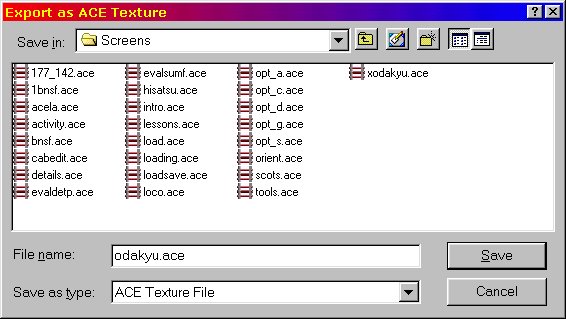 Export as ACE Texture
Save in: Screens
177_142.ace
1bnsf.ace
acela.ace
activity.ace
bnsf.ace
cabedit.ace
details.ace
evaldetp.ace
evalsumf.ace
hisatsu.ace
intro.ace
lessons.ace
load.ace
loading.ace
loadsave.ace
loco.ace
opt_a.ace
opt_c.ace
opt_d.ace
opt_g.ace
opt_s.ace
orient.ace
scots.ace
tools.ace
xodakyu.ace
File name: odakyu.ace
Save
Save as type: ACE Texture File
Cancel